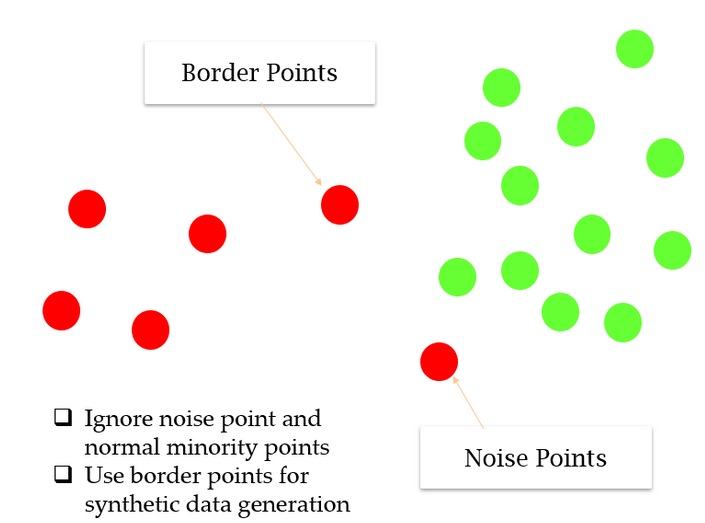 Border Points
Noise Points
❑ Ignore noise point and
normal minority points
❑ Use border points for
synthetic data generation